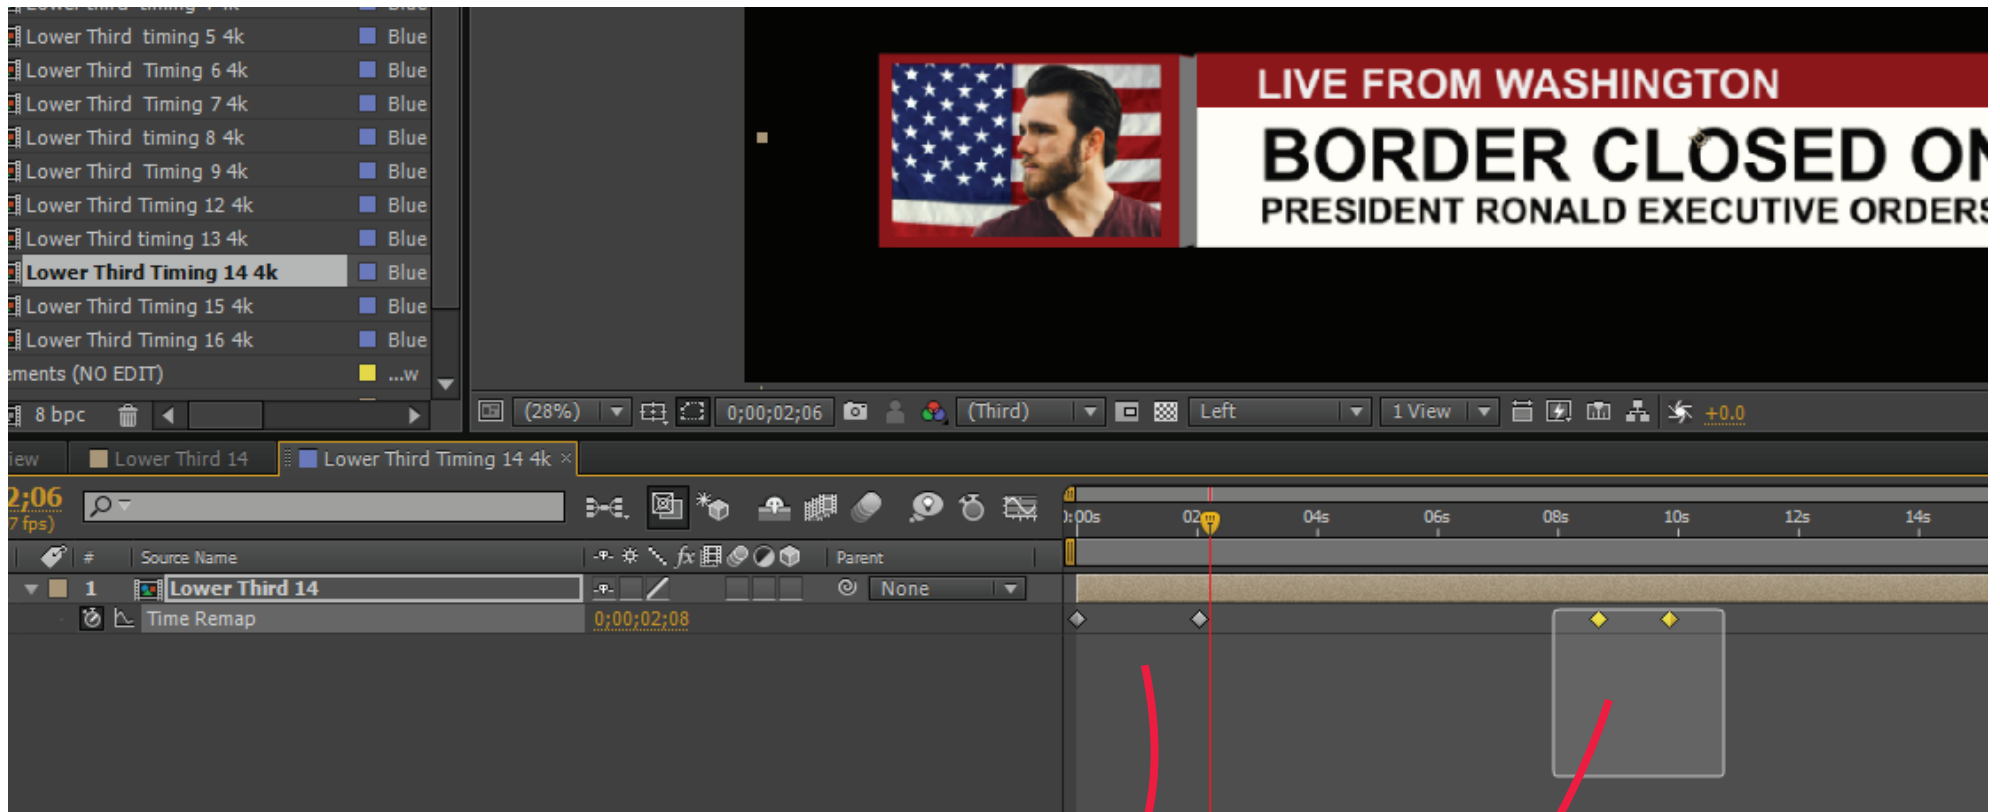 Lower Third timing 5 4k Blue
Lower Third Timing 6 4k Blue
Lower Third Timing 7 4k Blue
Lower Third timing 8 4k Blue
Lower Third Timing 9 4k Blue
Lower Third Timing 12 4k Blue
Lower Third timing 13 4k Blue
Lower Third Timing 14 4k Blue
Lower Third Timing 15 4k Blue
Lower Third Timing 16 4k Blue
ements (NO EDIT) ...w
8 bpc
LIVE FROM WASHINGTON
BORDER CLOSED ON
PRESIDENT RONALD EXECUTIVE ORDERS
(28%) 0;00;02;06 (Third) Left 1 View +0.0
iew Lower Third 14 Lower Third Timing 14 4k ×
2;06
7 fps)
):00s 02 04s 06s 08s 10s 12s 14s
# Source Name fx Parent
1 Lower Third 14 None
Time Remap 0;00;02;08